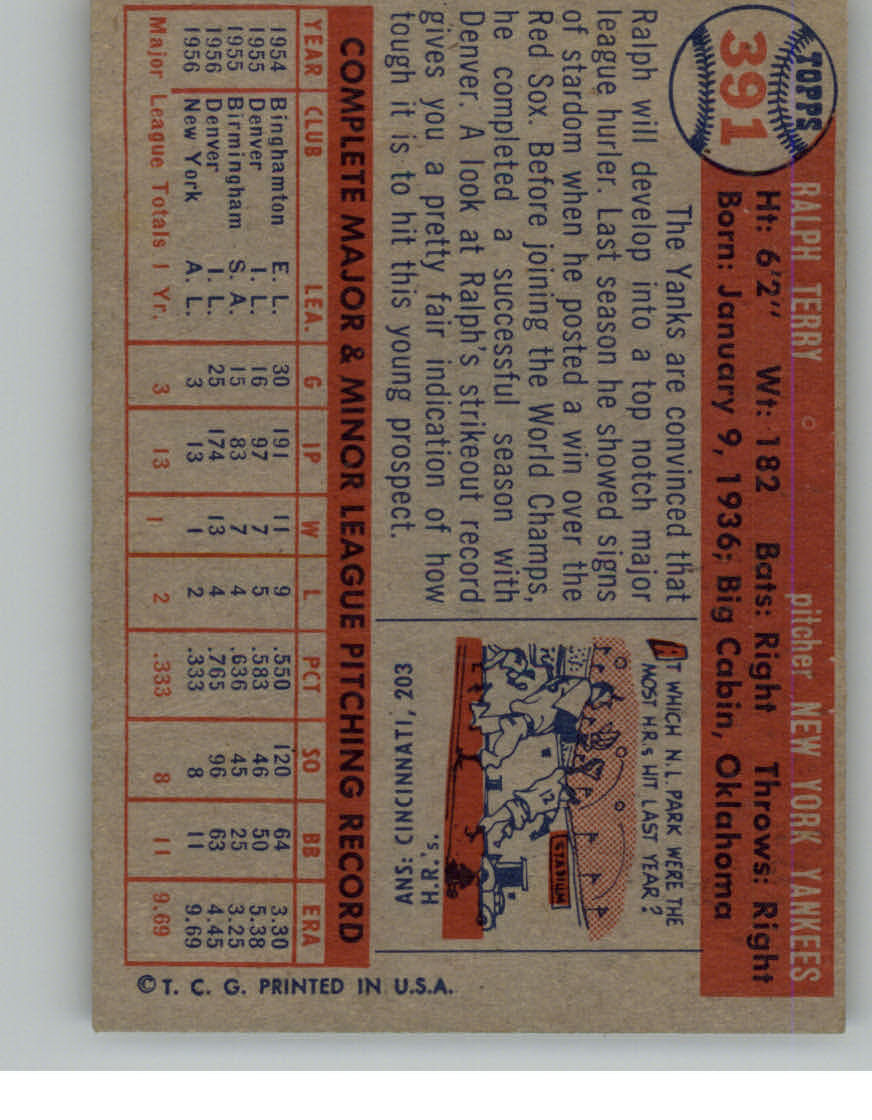 TOPPS
391
RALPH TERRY pitcher NEW YORK YANKEES
Ht: 6'2" Wt: 182 Bats: Right Throws: Right
Born: January 9, 1936; Big Cabin, Oklahoma
The Yanks are convinced that
Ralph will develop into a top notch major
league hurler. Last season he showed signs
of stardom when he posted a win over the
Red Sox. Before joining the World Champs,
he completed a successful season with
Denver. A look at Ralph's strikeout record
gives you a pretty fair indication of how
tough it is to hit this young prospect.
AT WHICH N.L. PARK WERE THE
MOST H.R.s HIT LAST YEAR?
STADIUM
12
ANS: CINCINNATI, 203
H.R.'s.
COMPLETE MAJOR & MINOR LEAGUE PITCHING RECORD
YEAR CLUB LEA. G IP W L PCT SO BB ERA
1954 Binghamton E. L. 30 191 11 9 .550 120 64 3.30
1955 Denver I. L. 16 97 7 5 .583 46 50 5.38
1955 Birmingham S. A. 15 83 7 4 .636 45 25 3.25
1956 Denver I. L. 25 174 13 4 .765 96 63 4.45
1956 New York A. L. 3 13 1 2 .333 8 11 9.69
Major League Totals 1 Yr. 3 13 1 2 .333 8 11 9.69
© T. C. G. PRINTED IN U.S.A.